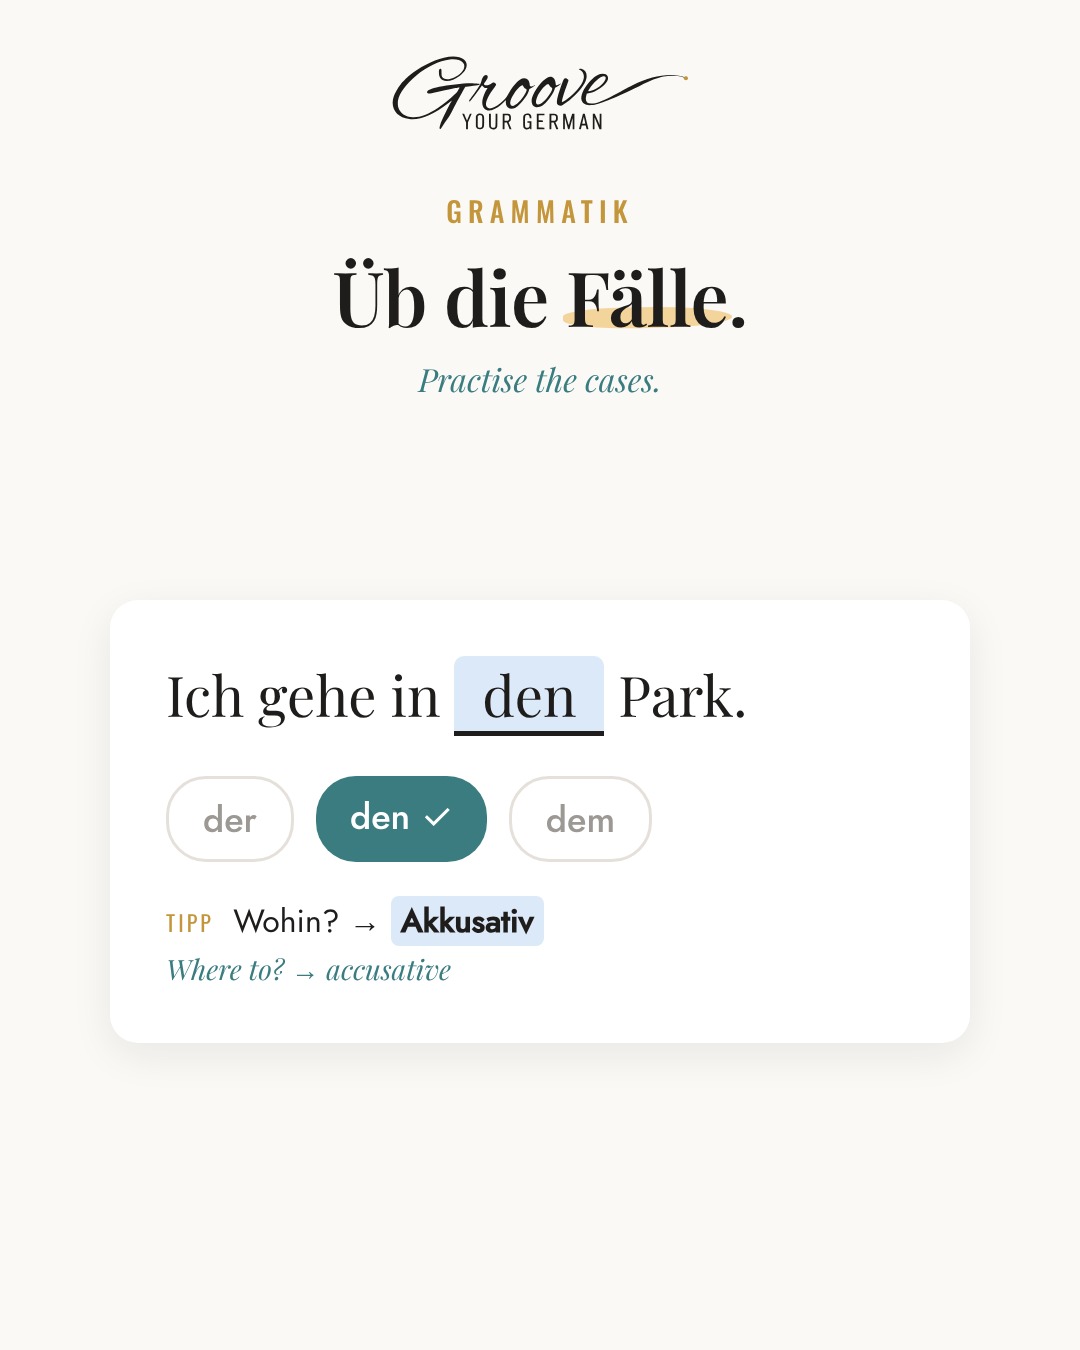 Groove
YOUR GERMAN
GRAMMATIK
Üb die Fälle.
Practise the cases.
Ich gehe in den Park.
der den ✓ dem
TIPP Wohin? → Akkusativ
Where to? → accusative